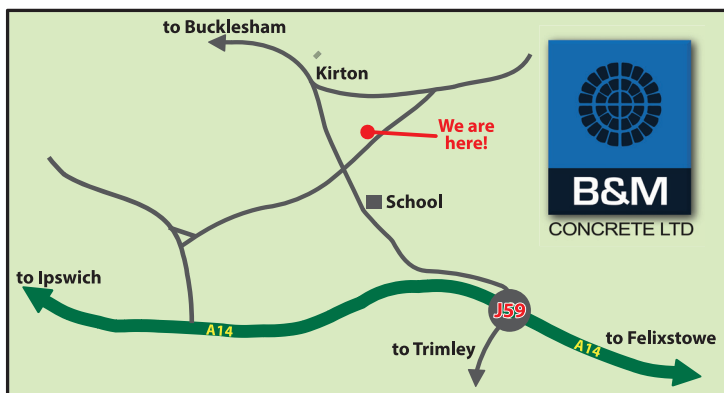 to Bucklesham
Kirton
We are
here!
B&M
CONCRETE LTD
School
to Ipswich
A14
J59
to Trimley
A14
to Felixstowe